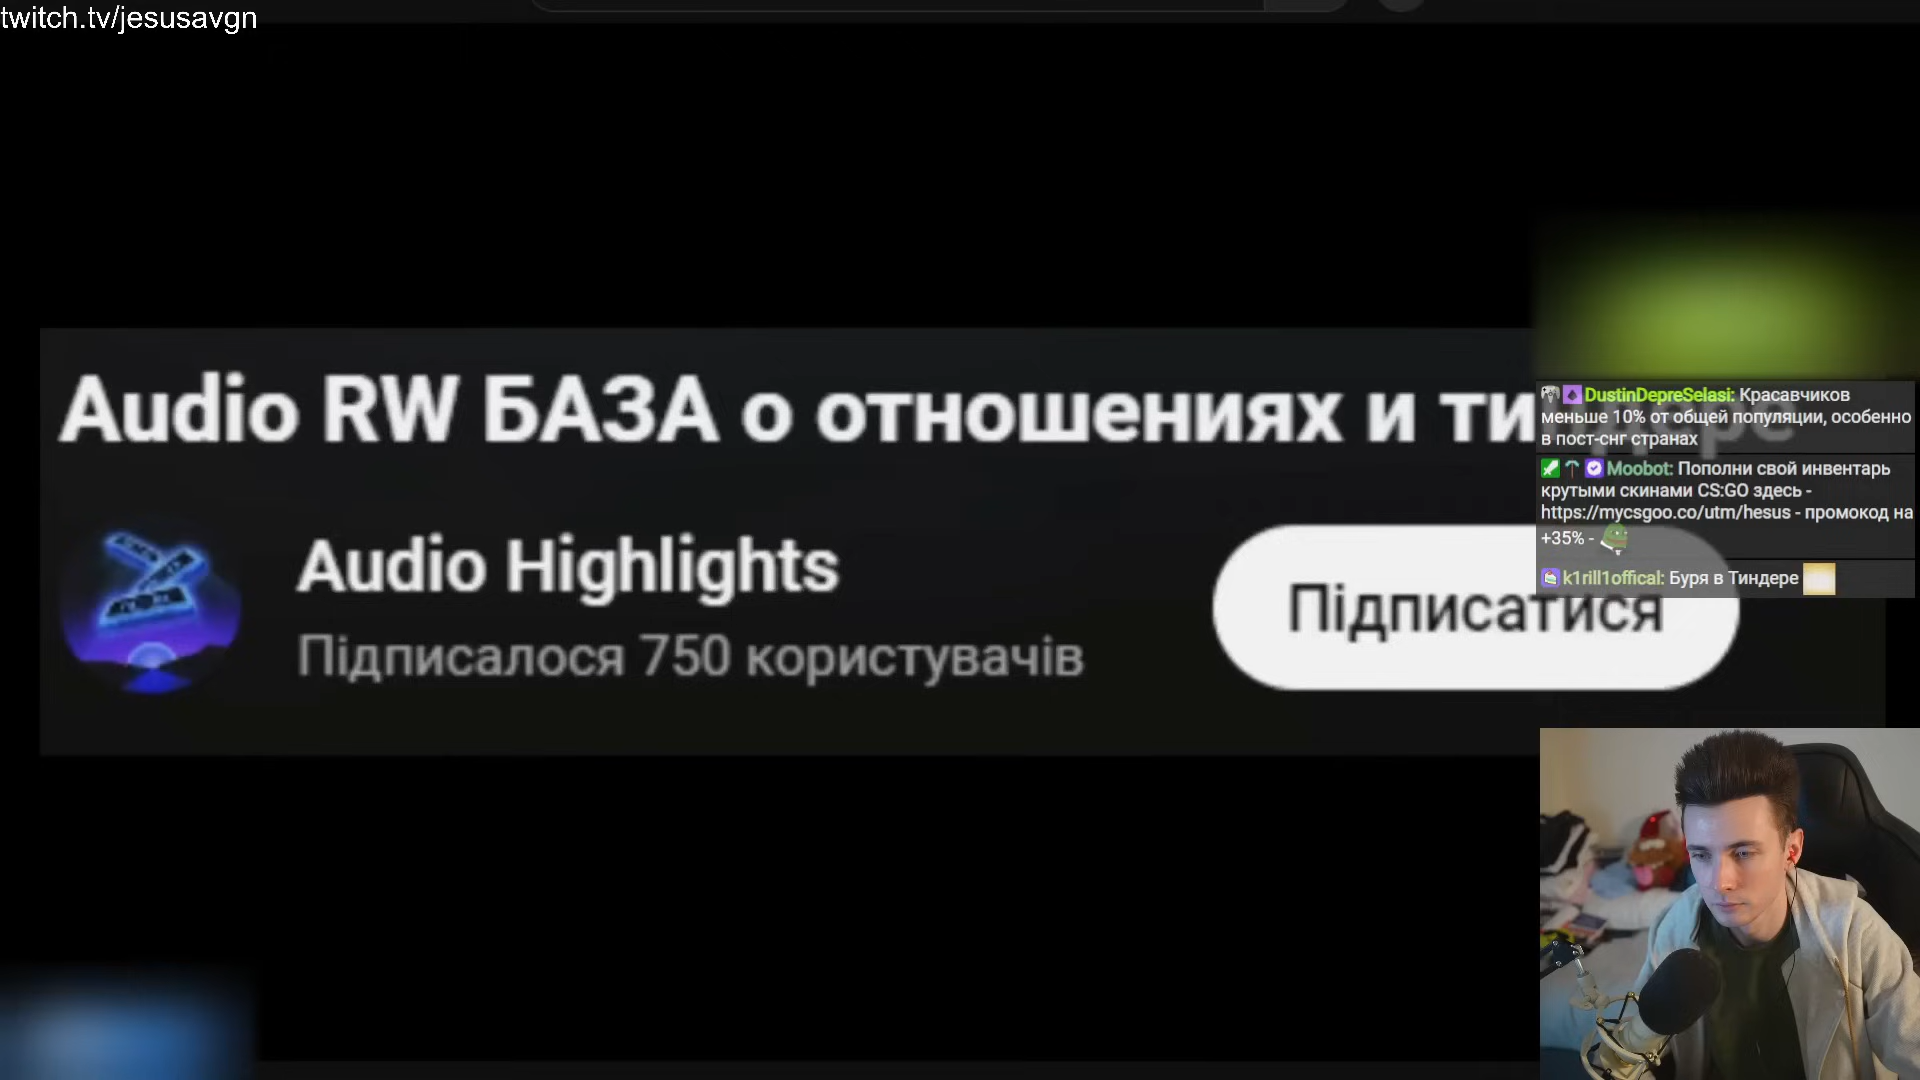 twitch.tv/jesusavgn
Audio RW БАЗА о отношениях и ти
DustinDepreSelasi: Красавчиков
меньше 10% от общей популяции, особенно
в пост-снг странах
Moobot: Пополни свой инвентарь
крутыми скинами CS:GO здесь -
https://mycsgoo.co/utm/hesus - промокод на
+35% -
k1rill1offical: Буря в Тиндере
Audio Highlights
Підписалося 750 користувачів
Підписатися